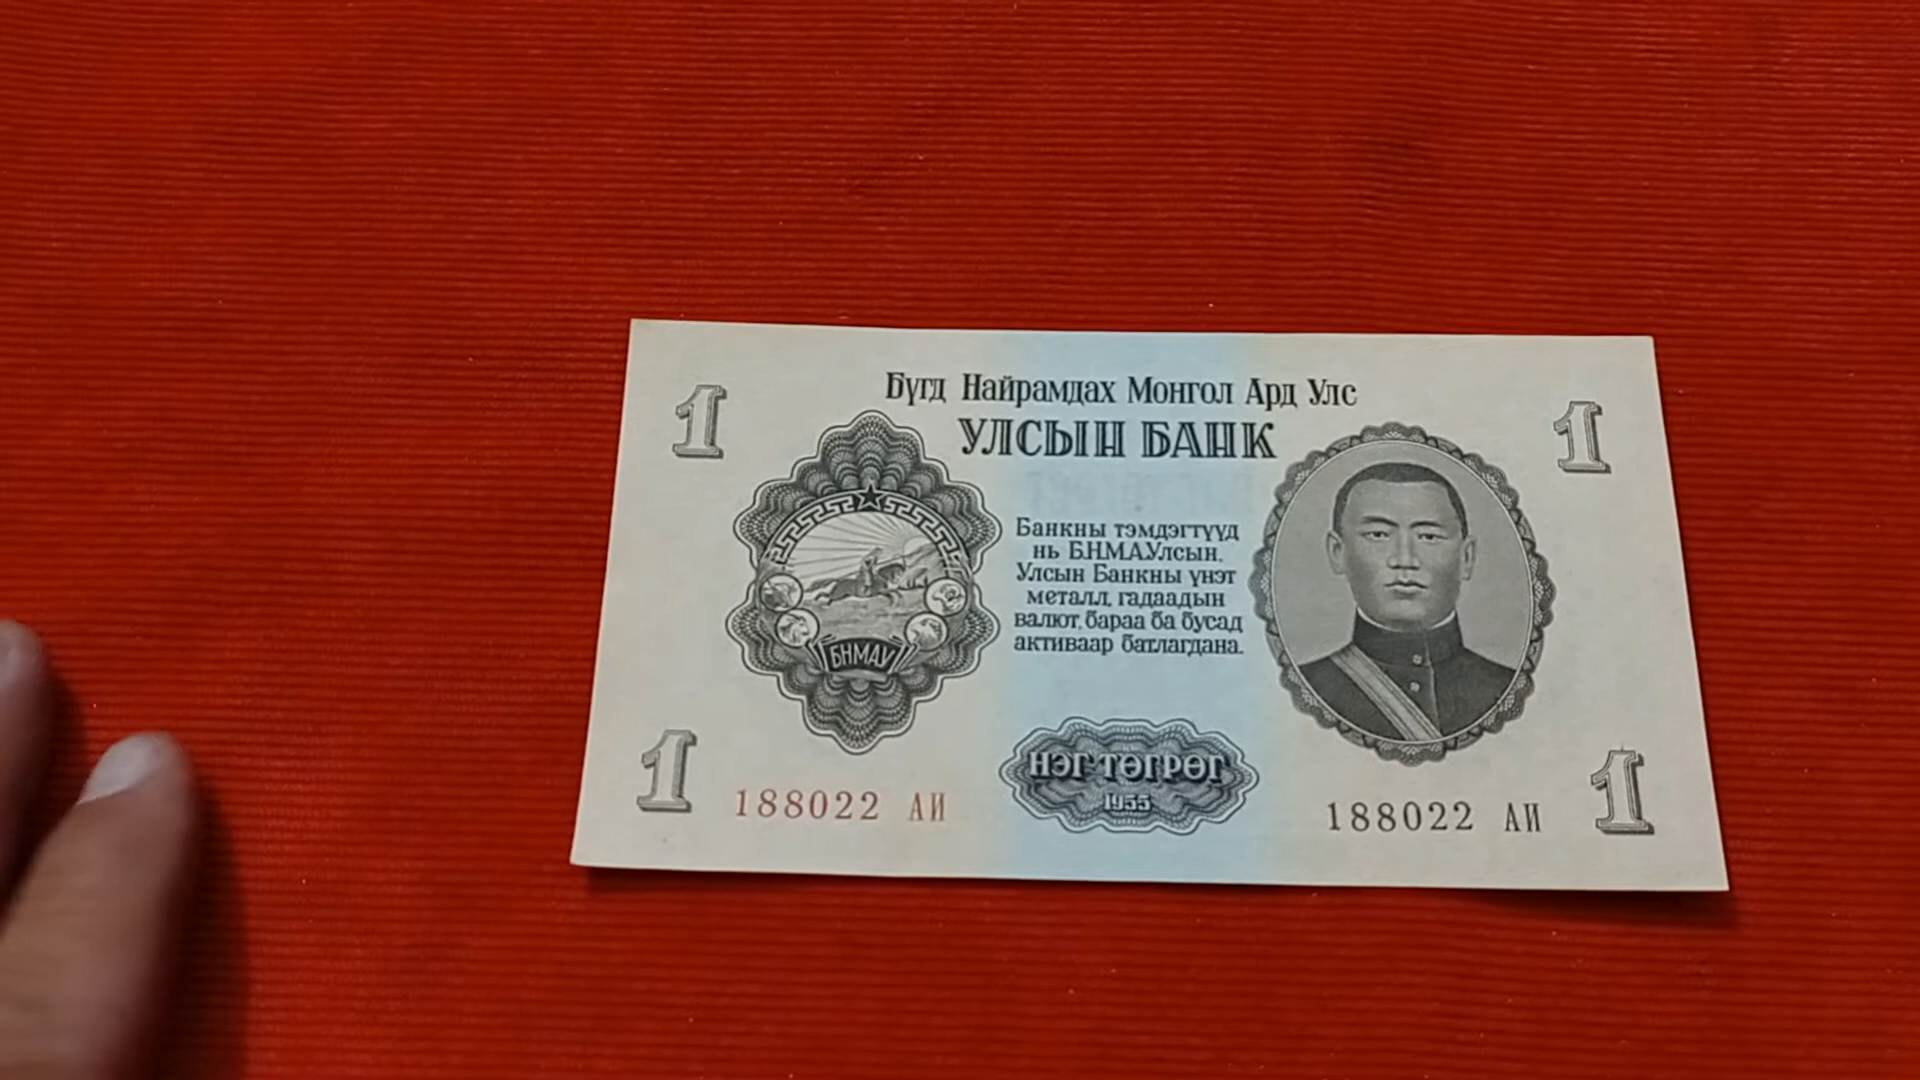 Бүгд Найрамдах Монгол Ард Улс
УЛСЫН БАНК
1
1
Банкны тэмдэгтүүд
нь Б.Н.М.А.Улсын.
Улсын Банкны үнэт
металл, гадаадын
валют, бараа ба бусад
активаар батлагдана.
БНМАУ
НЭГ ТӨГРӨГ
1955
1
188022 АИ
188022 АИ
1